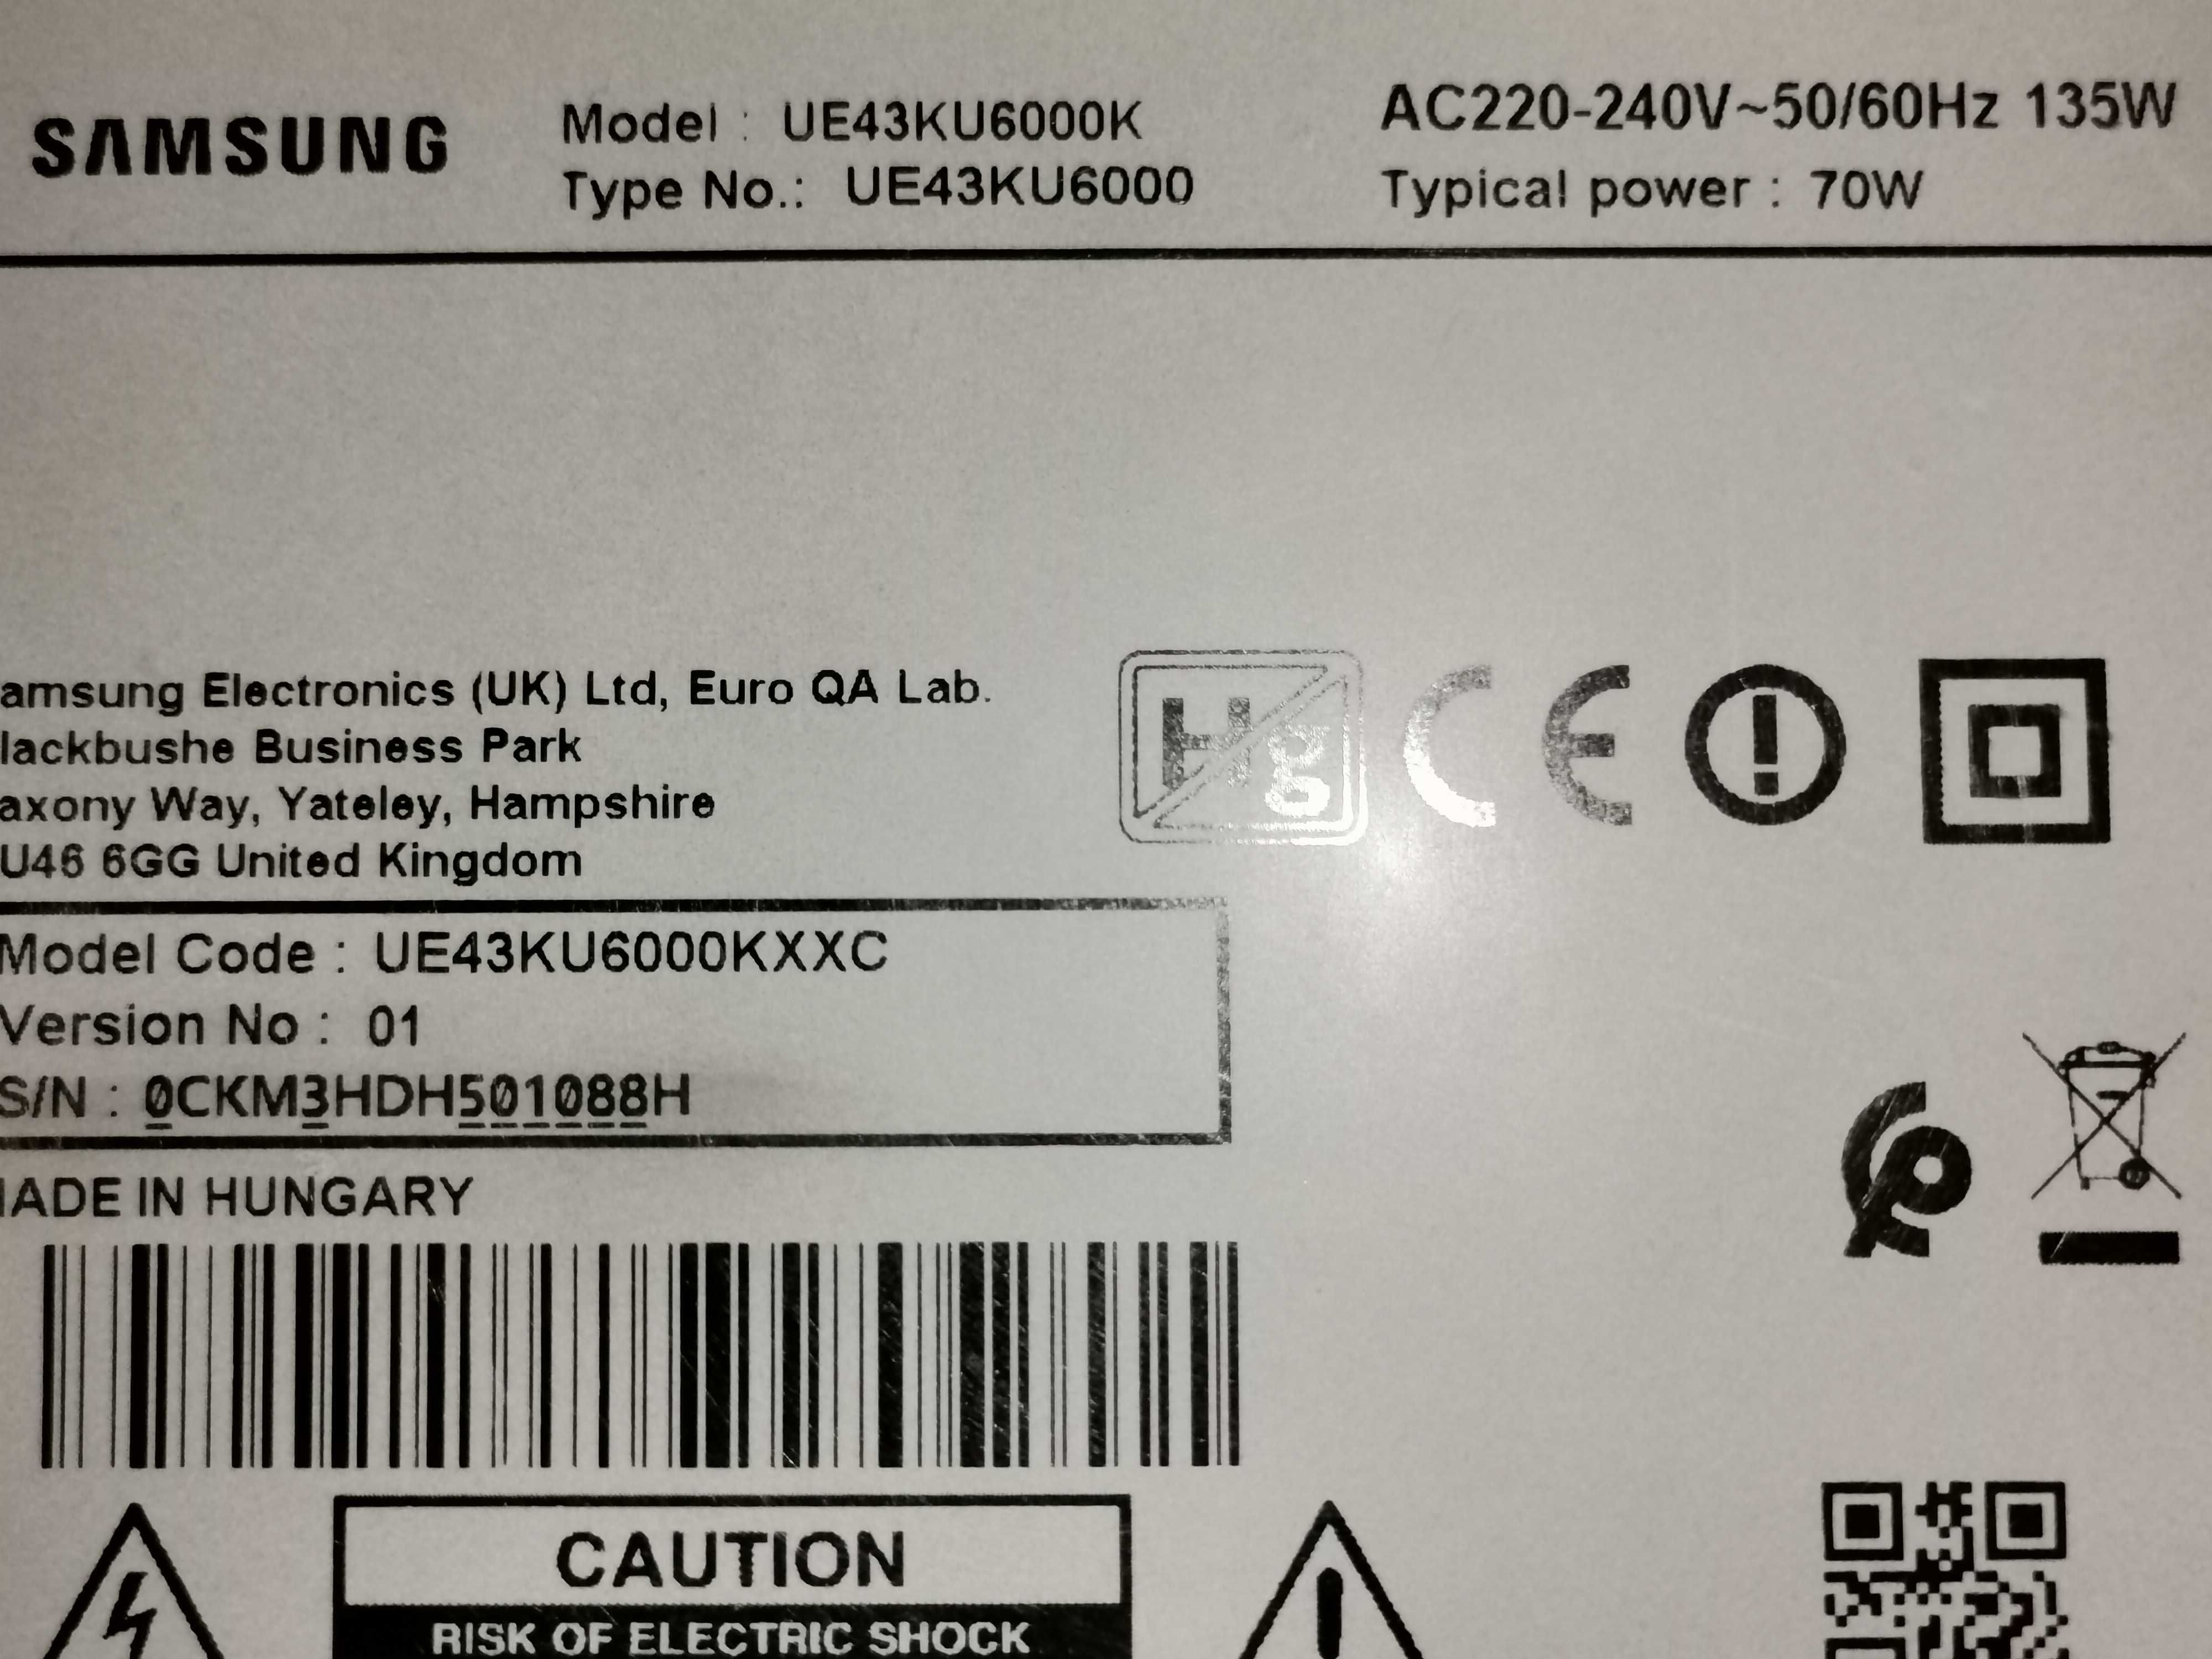 SAMSUNG
Model : UE43KU6000K
Type No.: UE43KU6000
AC220-240V~50/60Hz 135W
Typical power : 70W
amsung Electronics (UK) Ltd, Euro QA Lab.
lackbushe Business Park
axony Way, Yateley, Hampshire
U46 6GG United Kingdom
Hg
CE
Model Code : UE43KU6000KXXC
Version No : 01
S/N : 0CKM3HDH501088H
ADE IN HUNGARY
CAUTION
RISK OF ELECTRIC SHOCK